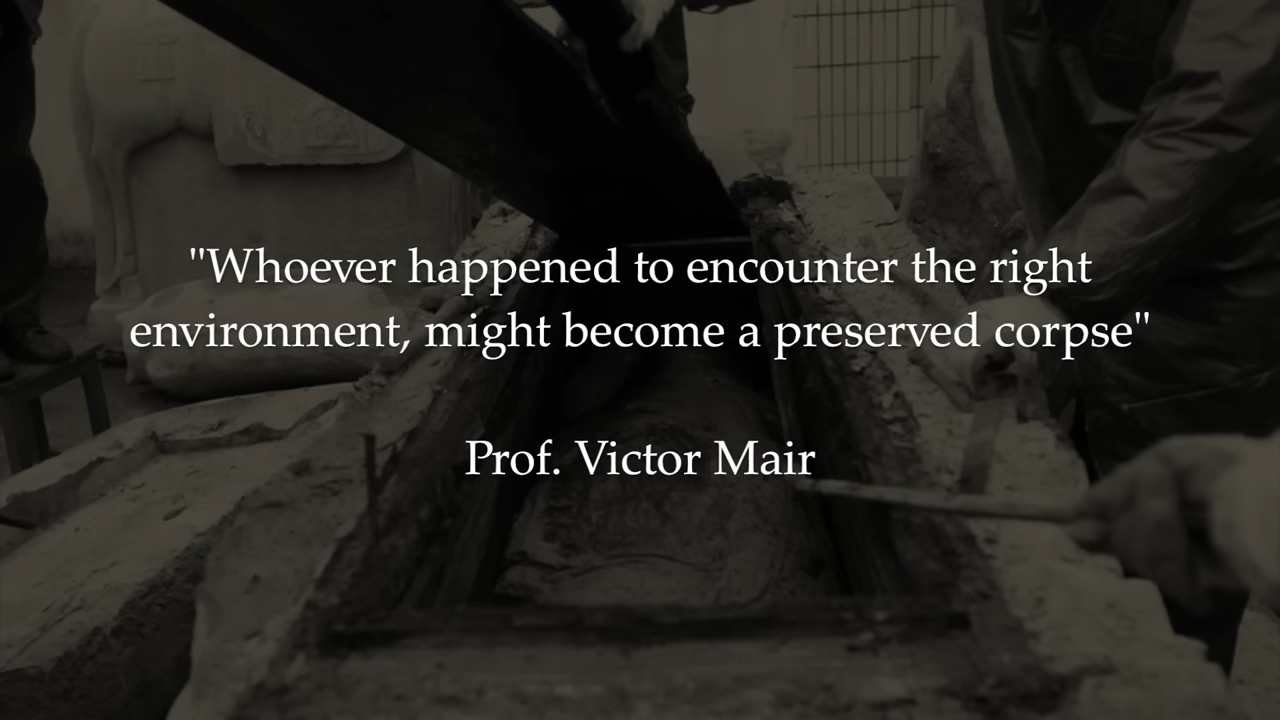 "Whoever happened to encounter the right
environment, might become a preserved corpse"
Prof. Victor Mair